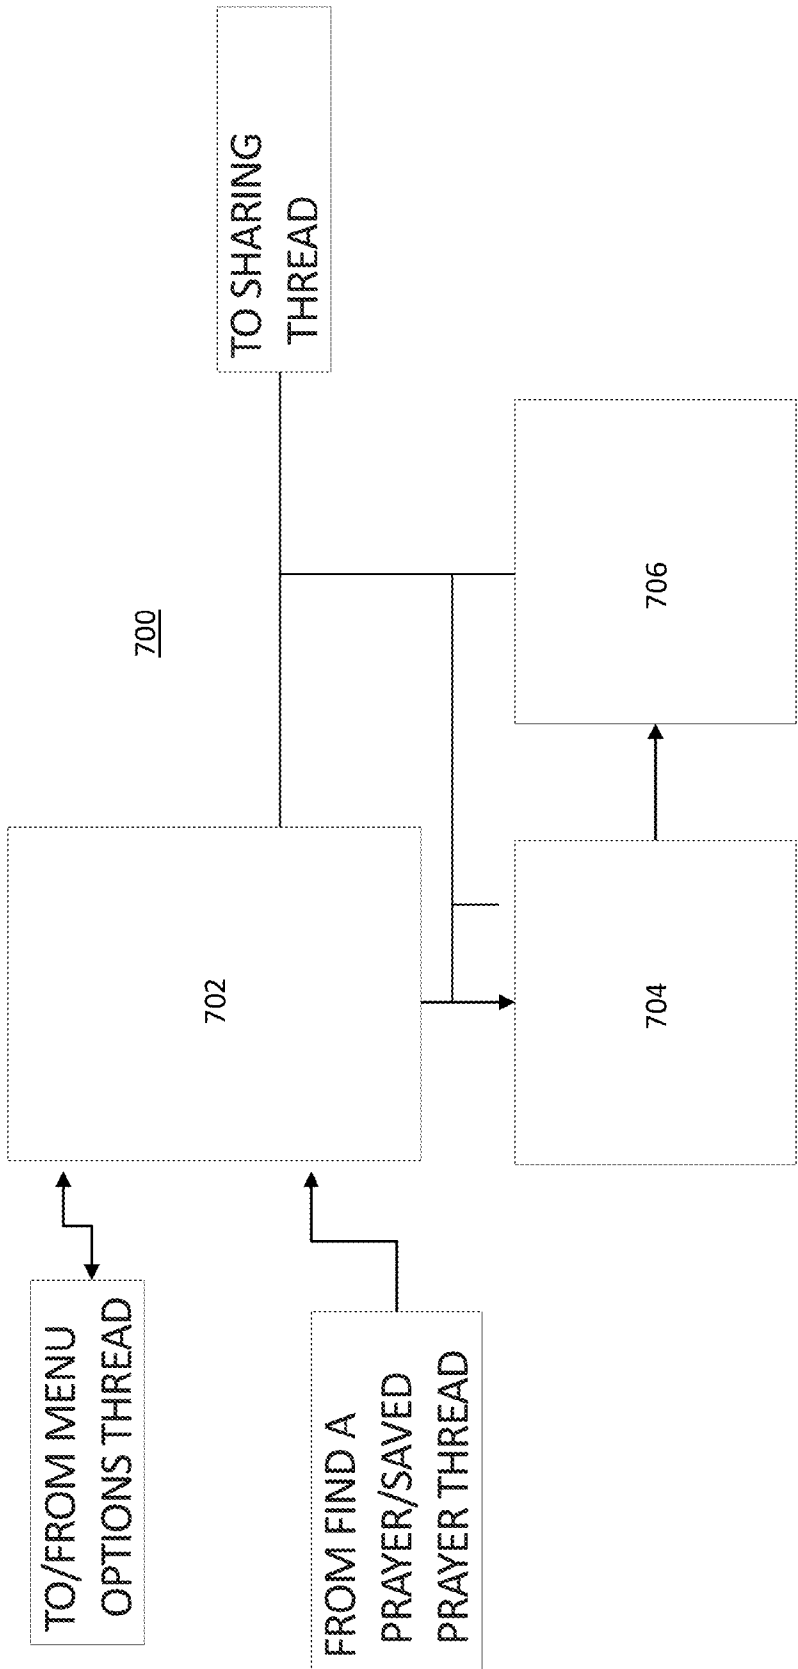 TO/FROM MENU
OPTIONS THREAD
FROM FIND A
PRAYER/SAVED
PRAYER THREAD
702
700
TO SHARING
THREAD
704
706